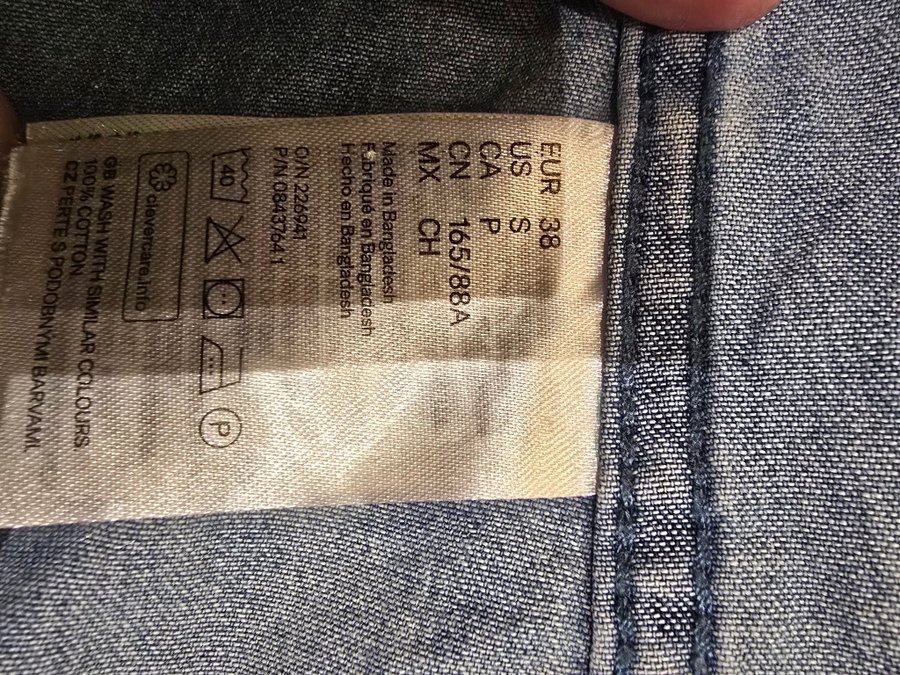 EUR 38
US S
CA P
CN 165/88A
MX CH
Made in Bangladesh
Fabriqué en Bangladesh
Hecho en Bangladesh
O/N 226941
P/N 0843764 1
40
P
clevercare.info
GB WASH WITH SIMILAR COLOURS
100% COTTON
CZ PERTE S PODOBNÝMI BARVAMI.